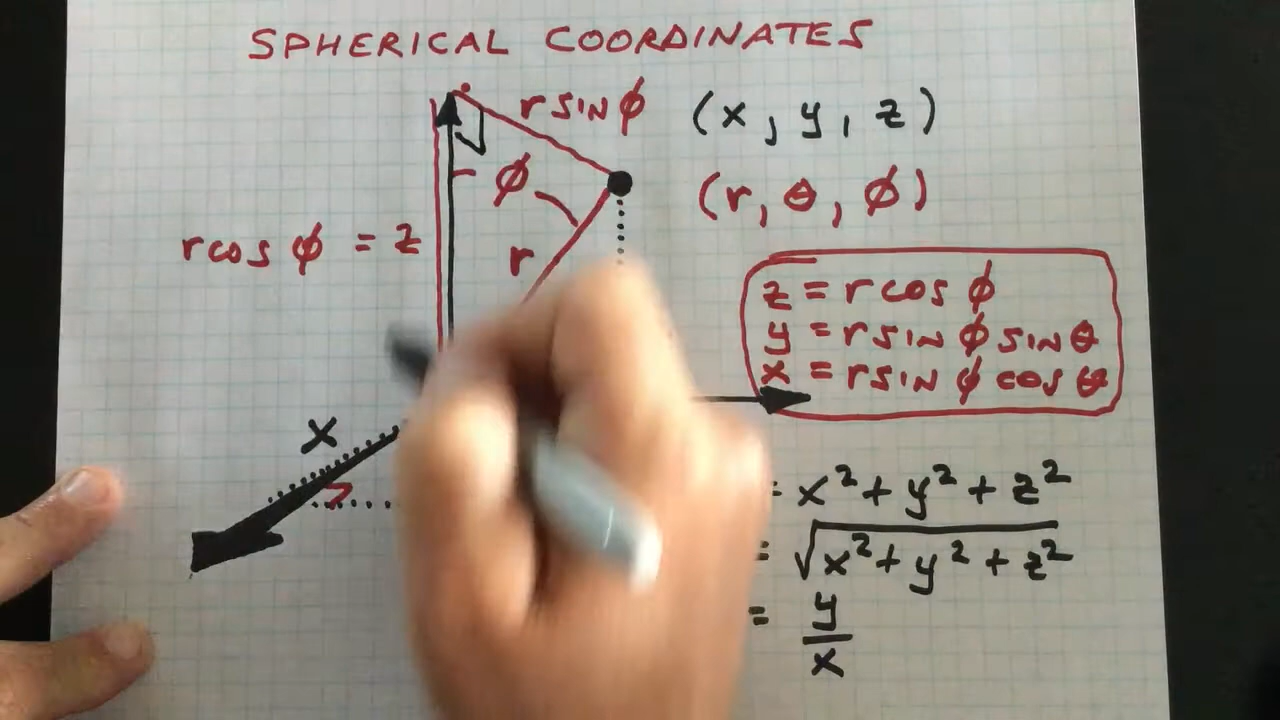 SPHERICAL COORDINATES
r sin ϕ
(x, y, z)
ϕ
(r, θ, ϕ)
r cos ϕ = z
r
z = r cos ϕ
y = r sin ϕ sin θ
x = r sin ϕ cos θ
x
= x² + y² + z²
= √x² + y² + z²
= y/x